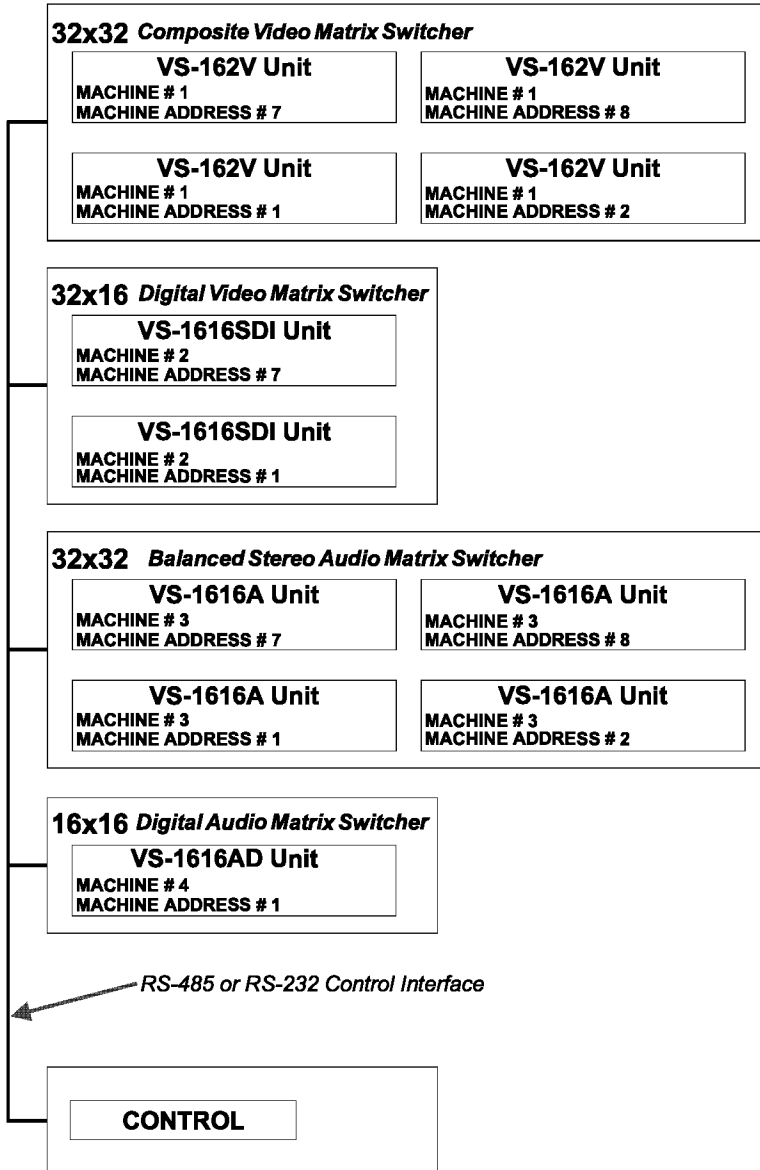 32x32 Composite Video Matrix Switcher
VS-162V Unit
MACHINE # 1
MACHINE ADDRESS # 7
VS-162V Unit
MACHINE # 1
MACHINE ADDRESS # 8
VS-162V Unit
MACHINE # 1
MACHINE ADDRESS # 1
VS-162V Unit
MACHINE # 1
MACHINE ADDRESS # 2
32x16 Digital Video Matrix Switcher
VS-1616SDI Unit
MACHINE # 2
MACHINE ADDRESS # 7
VS-1616SDI Unit
MACHINE # 2
MACHINE ADDRESS # 1
32x32 Balanced Stereo Audio Matrix Switcher
VS-1616A Unit
MACHINE # 3
MACHINE ADDRESS # 7
VS-1616A Unit
MACHINE # 3
MACHINE ADDRESS # 8
VS-1616A Unit
MACHINE # 3
MACHINE ADDRESS # 1
VS-1616A Unit
MACHINE # 3
MACHINE ADDRESS # 2
16x16 Digital Audio Matrix Switcher
VS-1616AD Unit
MACHINE # 4
MACHINE ADDRESS # 1
RS-485 or RS-232 Control Interface
CONTROL